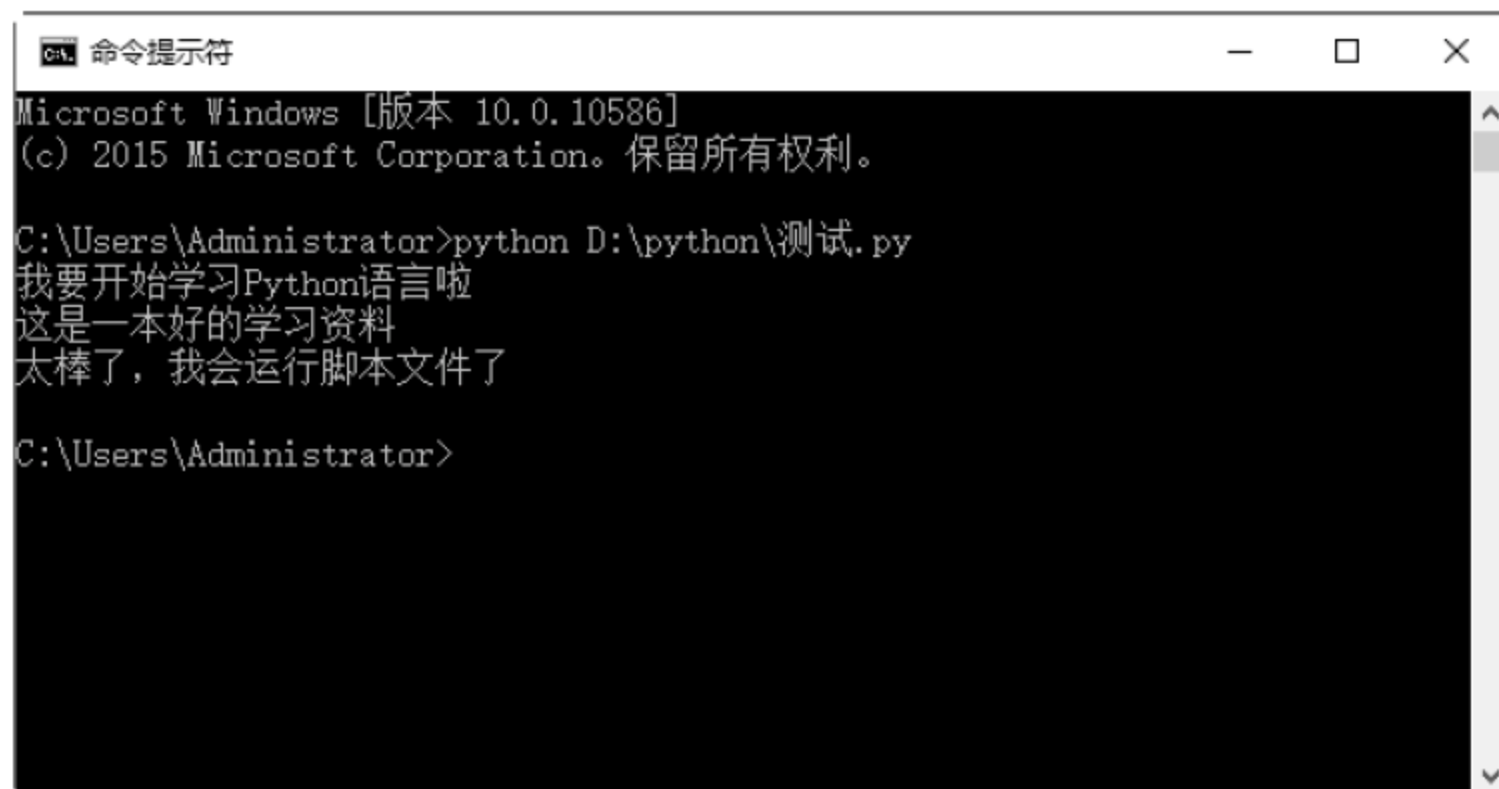 命令提示符
Microsoft Windows [版本 10.0.10586]
(c) 2015 Microsoft Corporation。保留所有权利。
C:\Users\Administrator>python D:\python\测试.py
我要开始学习Python语言啦
这是一本好的学习资料
太棒了，我会运行脚本文件了
C:\Users\Administrator>